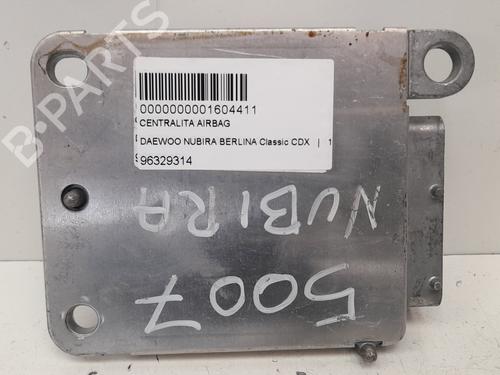 0000000001604411
CENTRALITA AIRBAG
DAEWOO NUBIRA BERLINA Classic CDX | 1
96329314
NUBIRA
5007
B-PARTS